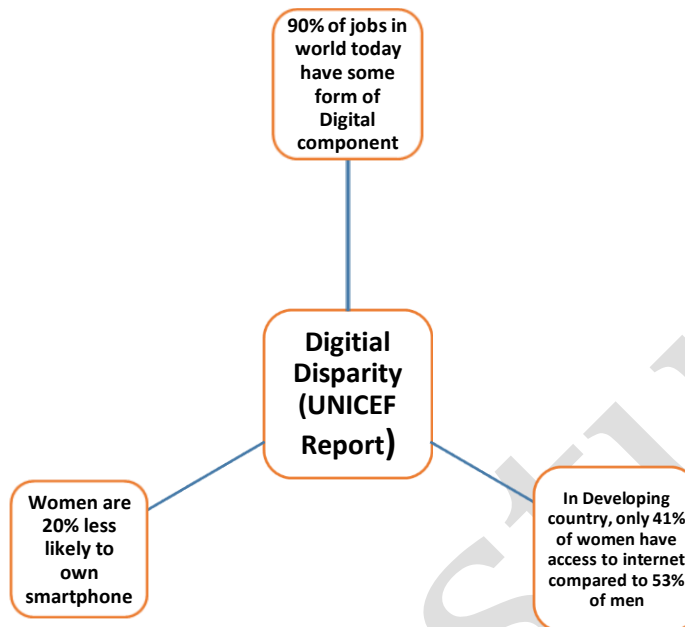 90% of jobs in
world today
have some
form of
Digital
component
Digitial
Disparity
(UNICEF
Report)
Women are
20% less
likely to
own
smartphone
In Developing
country, only 41%
of women have
access to internet
compared to 53%
of men